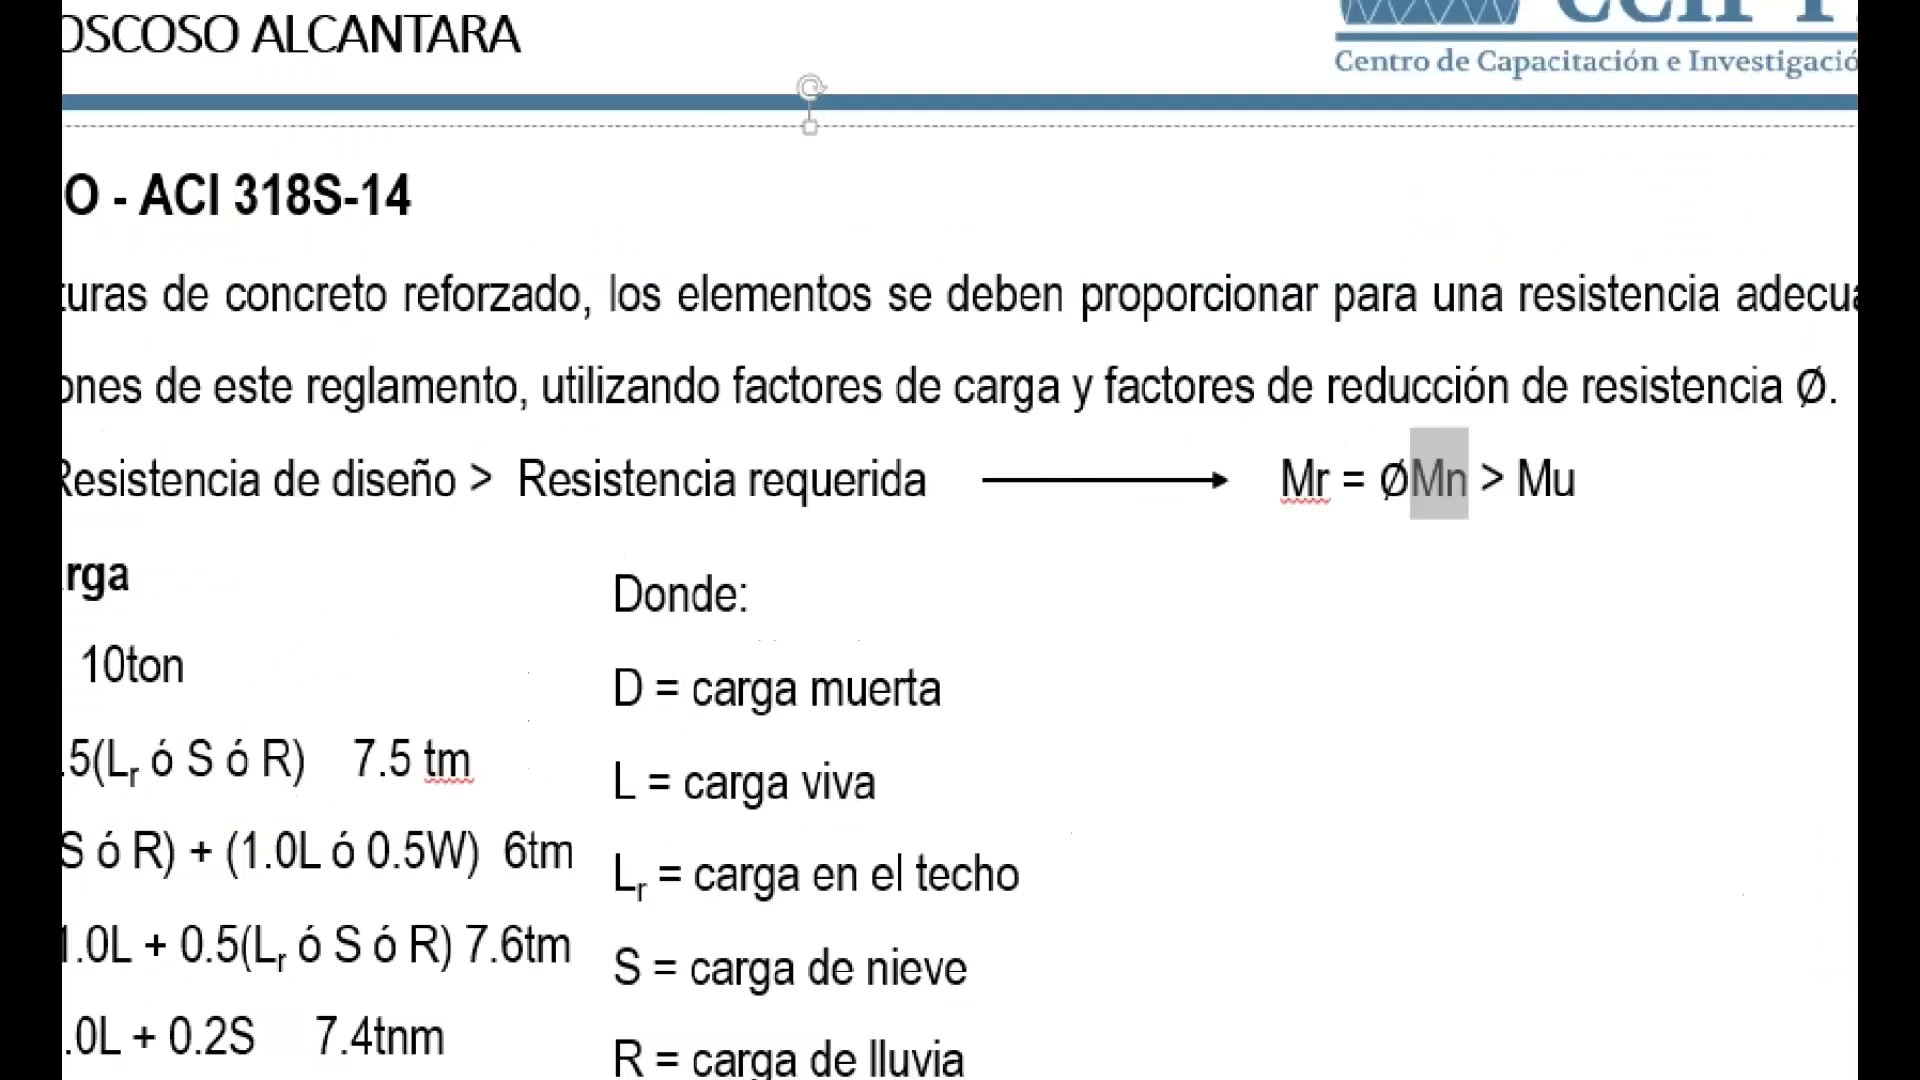 OSCOSO ALCANTARA
Centro de Capacitación e Investigació
O - ACI 318S-14
turas de concreto reforzado, los elementos se deben proporcionar para una resistencia adecua
ones de este reglamento, utilizando factores de carga y factores de reducción de resistencia Ø.
Resistencia de diseño > Resistencia requerida Mr = ØMn > Mu
rga
Donde:
10ton
D = carga muerta
.5(Lr ó S ó R) 7.5 tm
L = carga viva
S ó R) + (1.0L ó 0.5W) 6tm
Lr = carga en el techo
1.0L + 0.5(Lr ó S ó R) 7.6tm
S = carga de nieve
.0L + 0.2S 7.4tnm
R = carga de lluvia